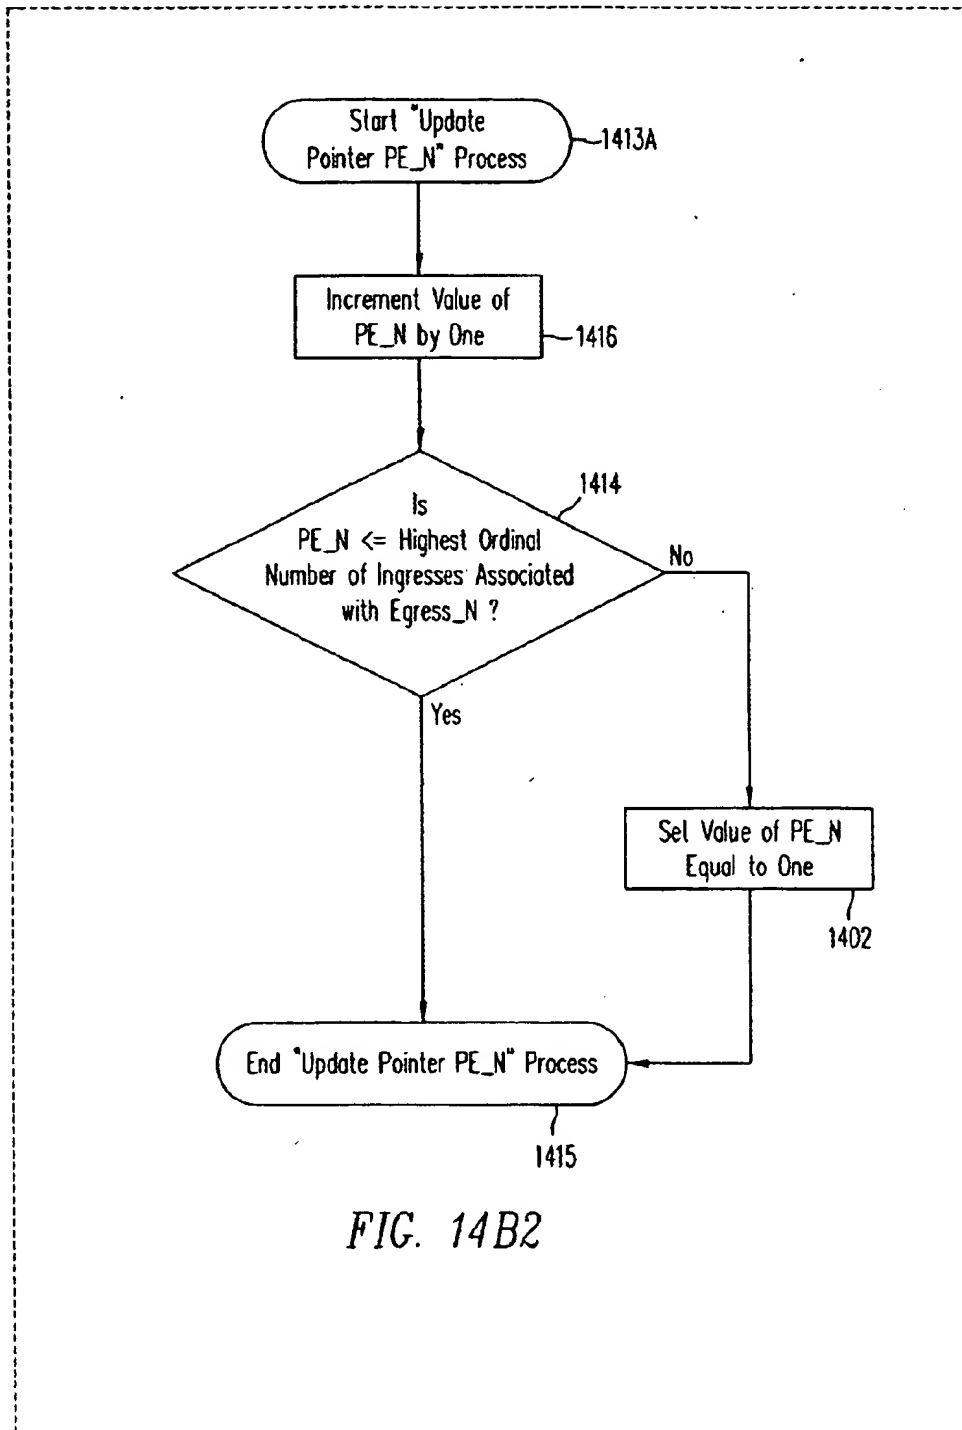 Start "Update
Pointer PE_N" Process
1413A
Increment Value of
PE_N by One
1416
1414
Is
PE_N <= Highest Ordinal
Number of Ingresses Associated
with Egress_N ?
No
Yes
Set Value of PE_N
Equal to One
1402
End "Update Pointer PE_N" Process
1415
FIG. 14B2